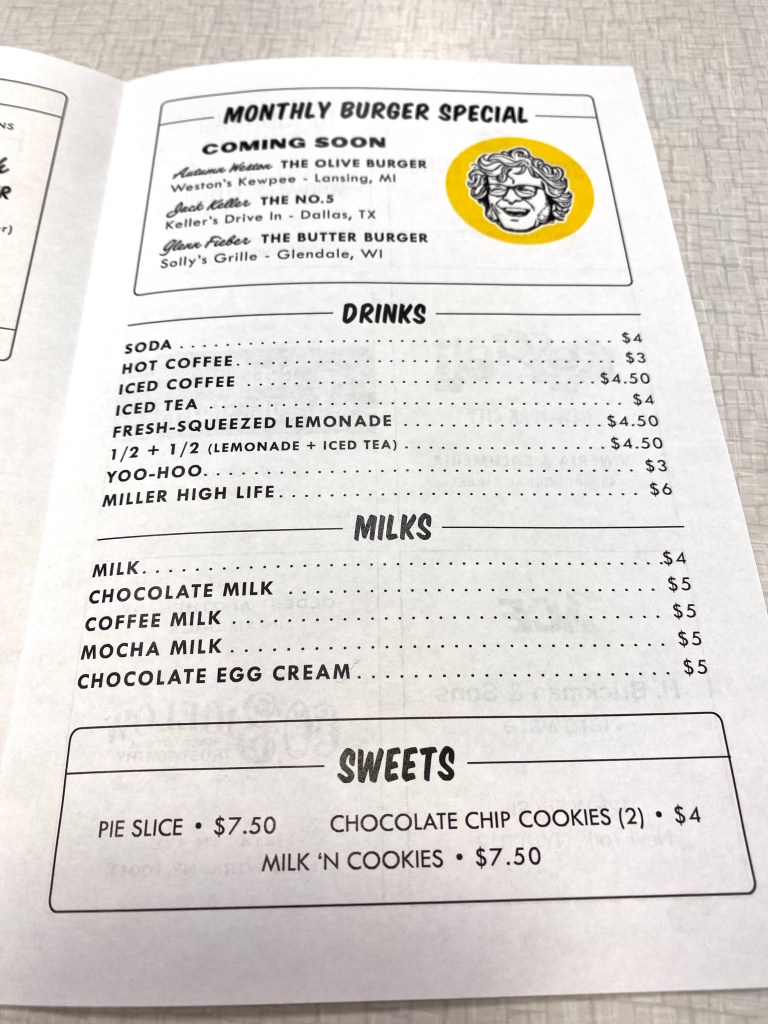 MONTHLY BURGER SPECIAL
COMING SOON
Autumn Weston THE OLIVE BURGER
Weston's Kewpee - Lansing, MI
Jack Keller THE NO.5
Keller's Drive In - Dallas, TX
Glenn Fieber THE BUTTER BURGER
Solly's Grille - Glendale, WI
DRINKS
SODA . . . . . . . . . . . . . . . . . . . . $4
HOT COFFEE. . . . . . . . . . . . . . . . . . . . $3
ICED COFFEE . . . . . . . . . . . . . . . . . . . . $4.50
ICED TEA . . . . . . . . . . . . . . . . . . . . $4
FRESH-SQUEEZED LEMONADE . . . . . . . . . . . . $4.50
1/2 + 1/2 (LEMONADE + ICED TEA) . . . . . . . . . . . . $4.50
YOO-HOO. . . . . . . . . . . . . . . . . . . . $3
MILLER HIGH LIFE. . . . . . . . . . . . . . . . . . . . $6
MILKS
MILK. . . . . . . . . . . . . . . . . . . . $4
CHOCOLATE MILK . . . . . . . . . . . . . . . . $5
COFFEE MILK . . . . . . . . . . . . . . . . . . $5
MOCHA MILK . . . . . . . . . . . . . . . . . . $5
CHOCOLATE EGG CREAM . . . . . . . . . . . . . $5
SWEETS
PIE SLICE • $7.50 CHOCOLATE CHIP COOKIES (2) • $4
MILK 'N COOKIES • $7.50